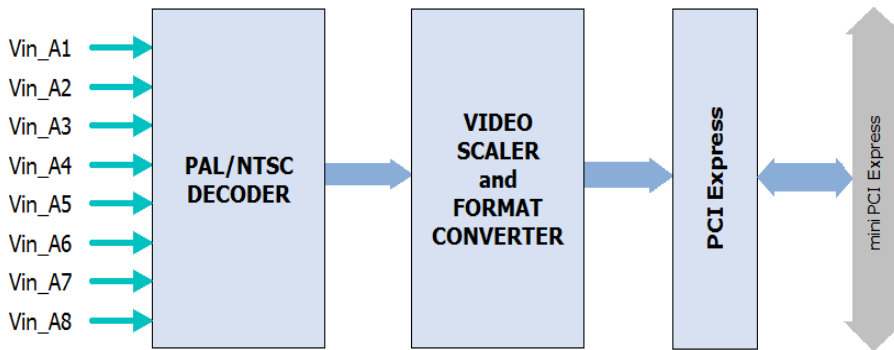 Vin_A1
Vin_A2
Vin_A3
Vin_A4
Vin_A5
Vin_A6
Vin_A7
Vin_A8
PAL/NTSC
DECODER
VIDEO
SCALER
and
FORMAT
CONVERTER
PCI Express
mini PCI Express